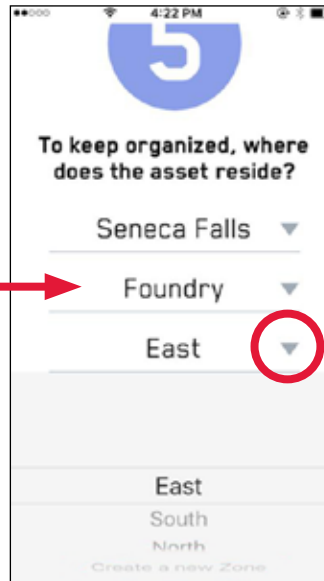 4:22 PM
5
To keep organized, where
does the asset reside?
Seneca Falls
Foundry
East
East
South
North
Create a new Zone